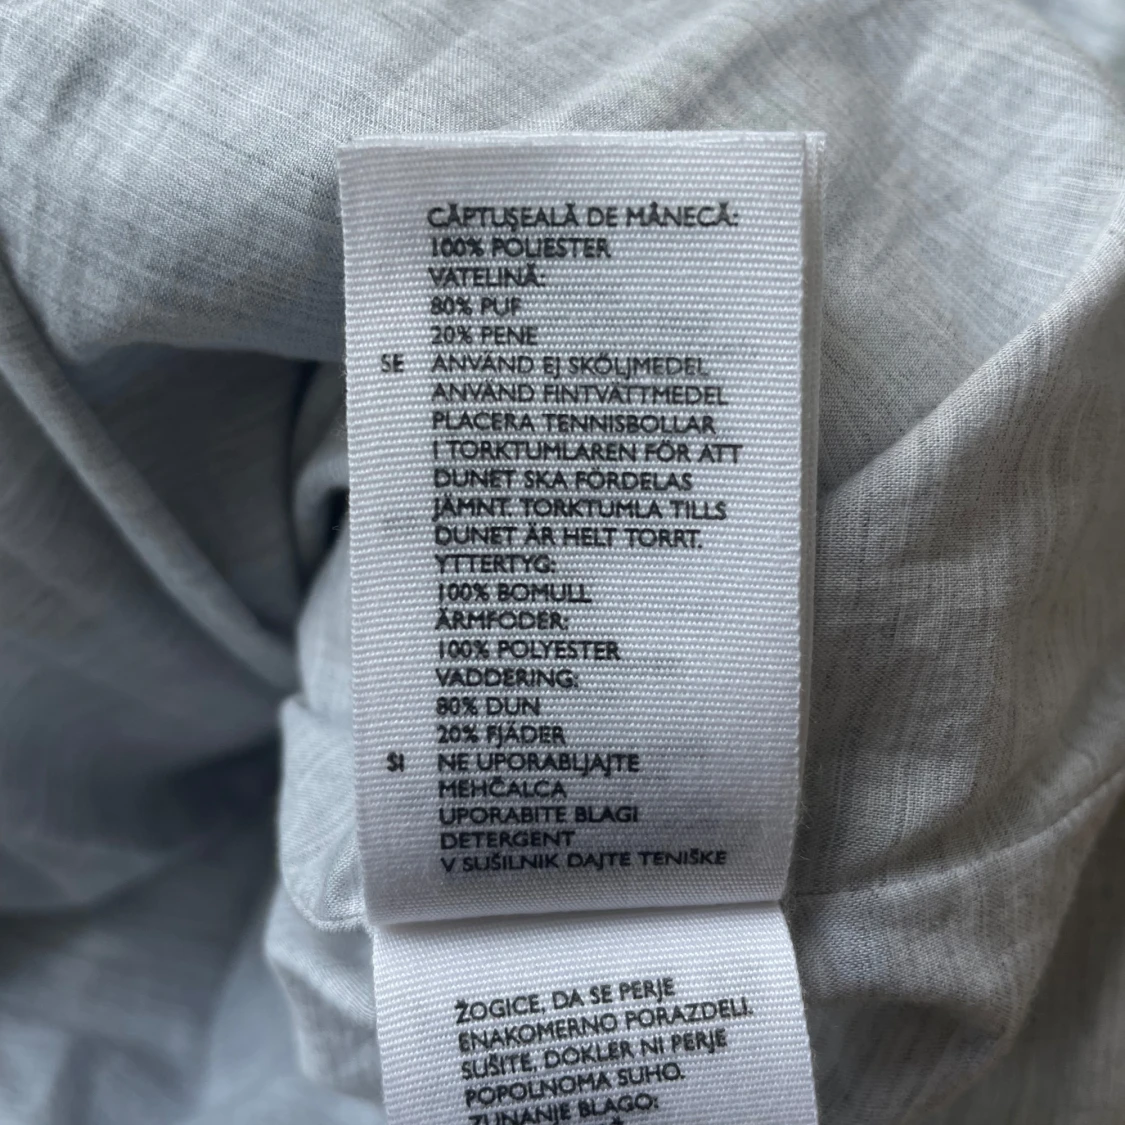 CĂPTUŞEALĂ DE MÂNECĂ:
100% POLIESTER
VATELINĂ:
80% PUF
20% PENE
SE ANVÄND EJ SKÖLJMEDEL
ANVÄND FINTVÄTTMEDEL
PLACERA TENNISBOLLAR
I TORKTUMLAREN FÖR ATT
DUNET SKA FÖRDELAS
JÄMNT. TORKTUMLA TILLS
DUNET ÄR HELT TORRT.
YTTERTYG:
100% BOMULL
ÄRMFODER:
100% POLYESTER
VADDERING:
80% DUN
20% FJÄDER
SI NE UPORABLJAJTE
MEHČALCA
UPORABITE BLAGI
DETERGENT
V SUŠILNIK DAJTE TENIŠKE
ŽOGICE, DA SE PERJE
ENAKOMERNO PORAZDELI.
SUŠITE, DOKLER NI PERJE
POPOLNOMA SUHO.
ZUNANJE BLAGO: